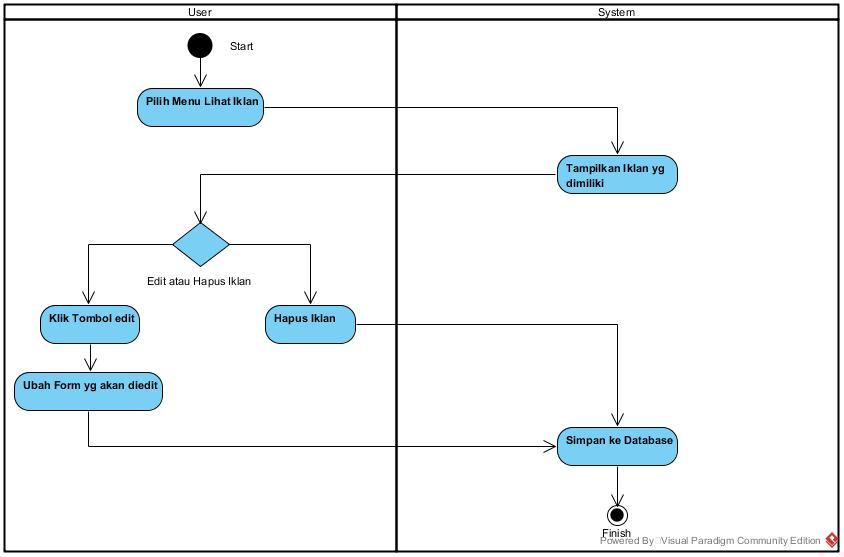 User
System
Start
Pilih Menu Lihat Iklan
Tampilkan Iklan yg
dimiliki
Edit atau Hapus Iklan
Klik Tombol edit
Hapus Iklan
Ubah Form yg akan diedit
Simpan ke Database
Finish
Powered By Visual Paradigm Community Edition